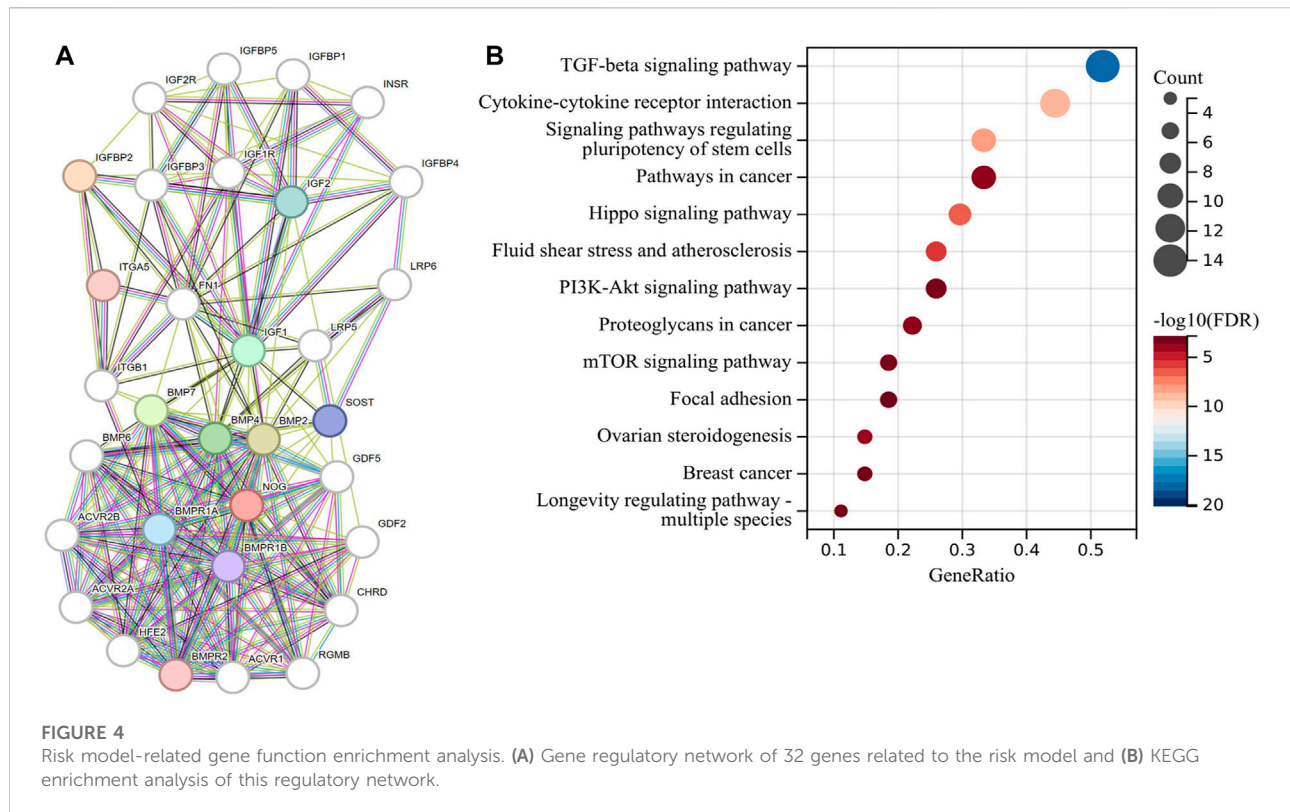 A
IGFBP5
IGFBP1
IGF2R
INSR
IGFBP2
IGFBP3
IGF1R
IGFBP4
IGF2
ITGA5
FN1
LRP6
IGF1
LRP5
ITGB1
BMP7
SOST
BMP4
BMP2
BMP6
GDF5
NOG
ACVR2B
BMPR1A
GDF2
BMPR1B
ACVR2A
CHRD
HFE2
BMPR2
ACVR1
RGMB
B
TGF-beta signaling pathway
Cytokine-cytokine receptor interaction
Signaling pathways regulating
pluripotency of stem cells
Pathways in cancer
Hippo signaling pathway
Fluid shear stress and atherosclerosis
PI3K-Akt signaling pathway
Proteoglycans in cancer
mTOR signaling pathway
Focal adhesion
Ovarian steroidogenesis
Breast cancer
Longevity regulating pathway -
multiple species
0.1 0.2 0.3 0.4 0.5
GeneRatio
Count
4
6
8
10
12
14
-log10(FDR)
5
10
15
20
FIGURE 4
Risk model-related gene function enrichment analysis. (A) Gene regulatory network of 32 genes related to the risk model and (B) KEGG
enrichment analysis of this regulatory network.